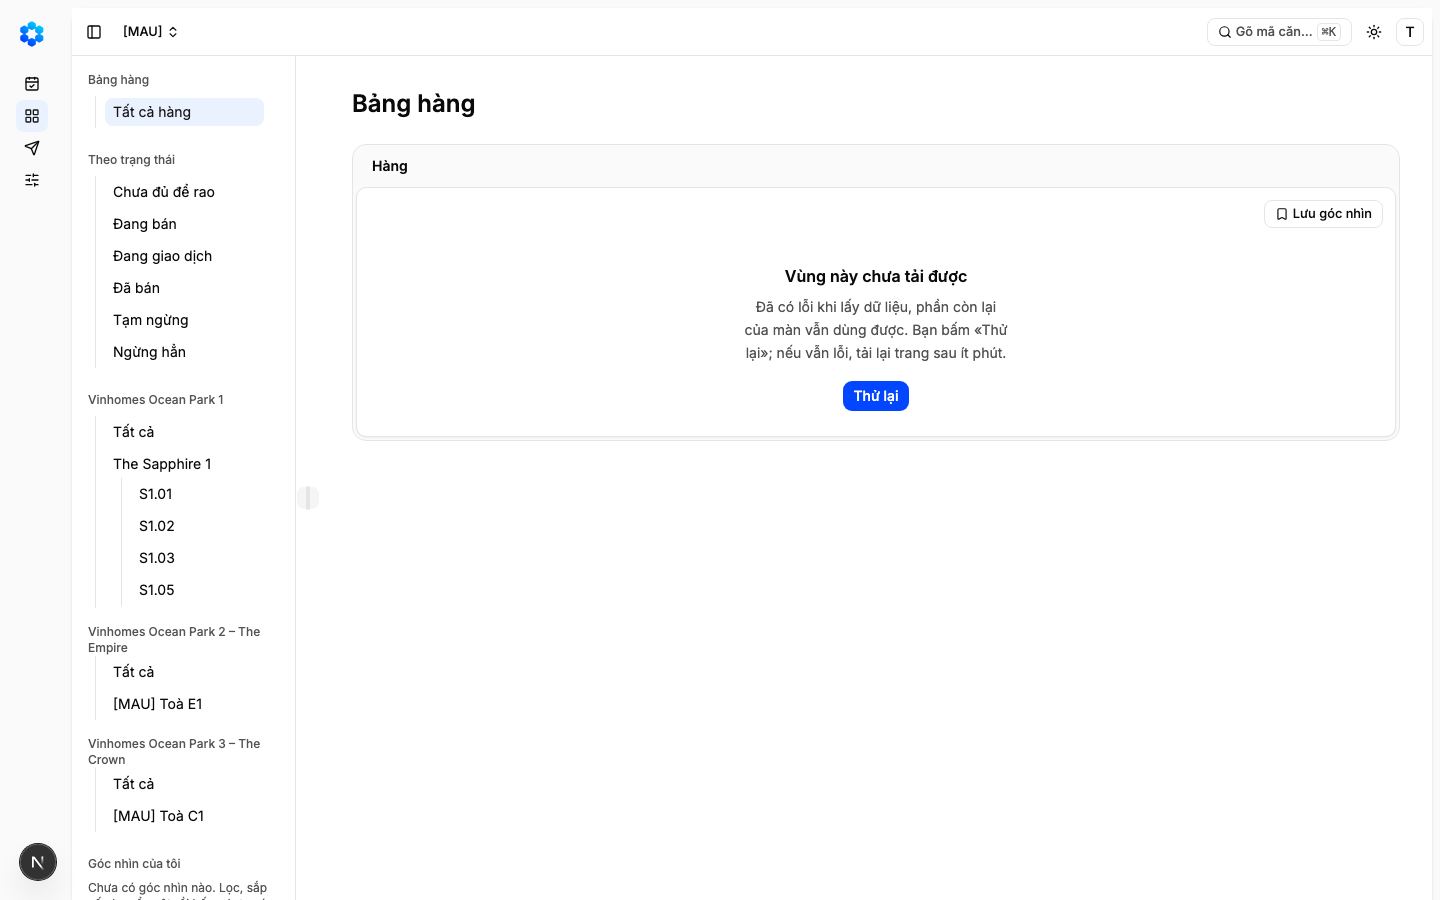 [MAU]
Gõ mã căn... ⌘K
T
Bảng hàng
Tất cả hàng
Theo trạng thái
Chưa đủ để rao
Đang bán
Đang giao dịch
Đã bán
Tạm ngừng
Ngừng hẳn
Vinhomes Ocean Park 1
Tất cả
The Sapphire 1
S1.01
S1.02
S1.03
S1.05
Vinhomes Ocean Park 2 – The
Empire
Tất cả
[MAU] Toà E1
Vinhomes Ocean Park 3 – The
Crown
Tất cả
[MAU] Toà C1
Góc nhìn của tôi
Chưa có góc nhìn nào. Lọc, sắp
N
Bảng hàng
Hàng
Lưu góc nhìn
Vùng này chưa tải được
Đã có lỗi khi lấy dữ liệu, phần còn lại
của màn vẫn dùng được. Bạn bấm «Thử
lại»; nếu vẫn lỗi, tải lại trang sau ít phút.
Thử lại